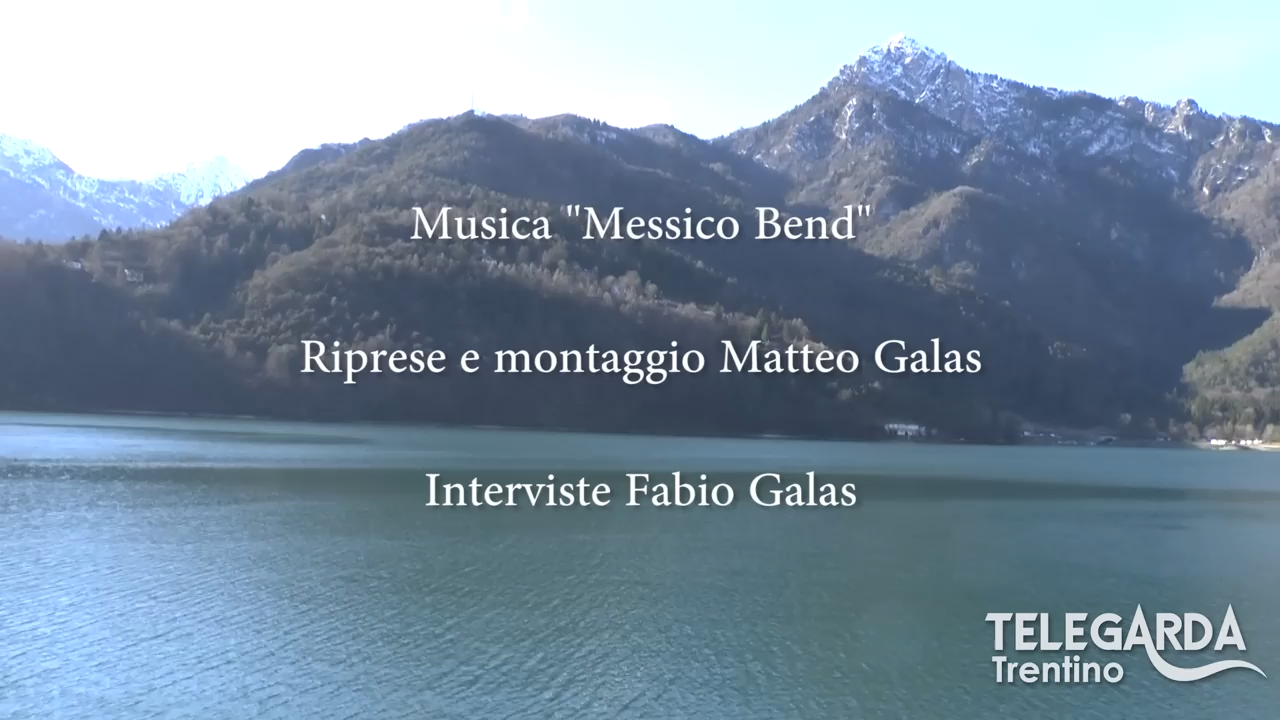 Musica "Messico Bend"
Riprese e montaggio Matteo Galas
Interviste Fabio Galas
TELEGARDA
Trentino